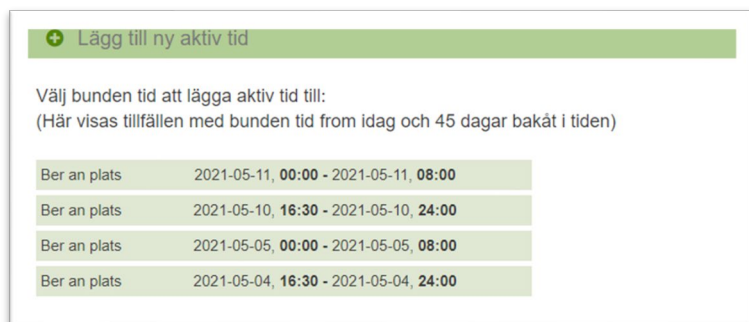 Lägg till ny aktiv tid
Välj bunden tid att lägga aktiv tid till:
(Här visas tillfällen med bunden tid from idag och 45 dagar bakåt i tiden)
Ber an plats 2021-05-11, 00:00 - 2021-05-11, 08:00
Ber an plats 2021-05-10, 16:30 - 2021-05-10, 24:00
Ber an plats 2021-05-05, 00:00 - 2021-05-05, 08:00
Ber an plats 2021-05-04, 16:30 - 2021-05-04, 24:00